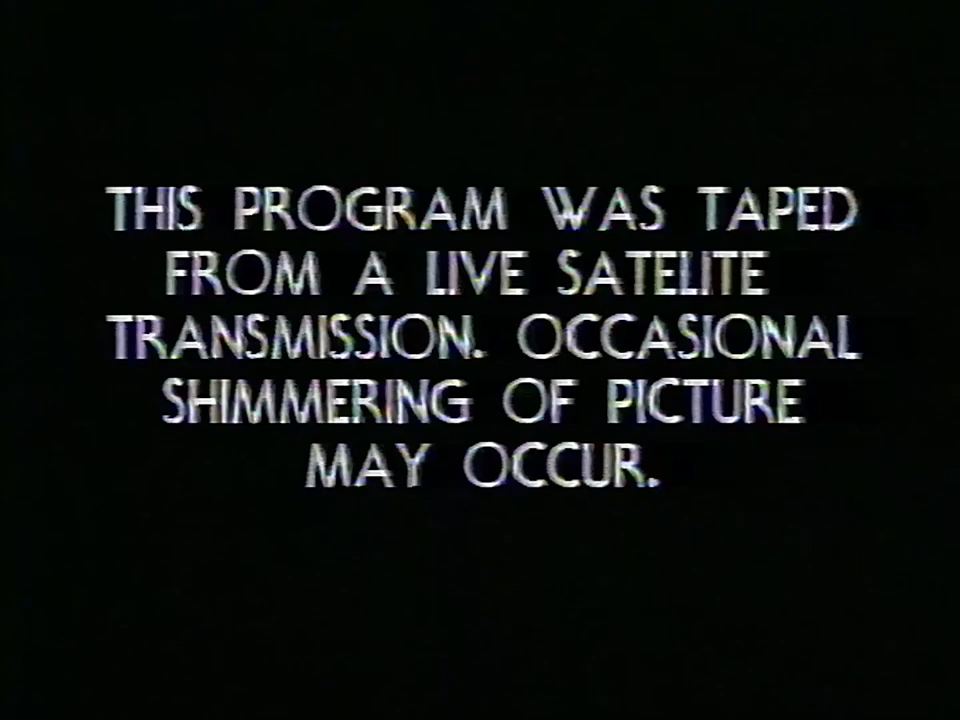 THIS PROGRAM WAS TAPED
FROM A LIVE SATELITE
TRANSMISSION. OCCASIONAL
SHIMMERING OF PICTURE
MAY OCCUR.